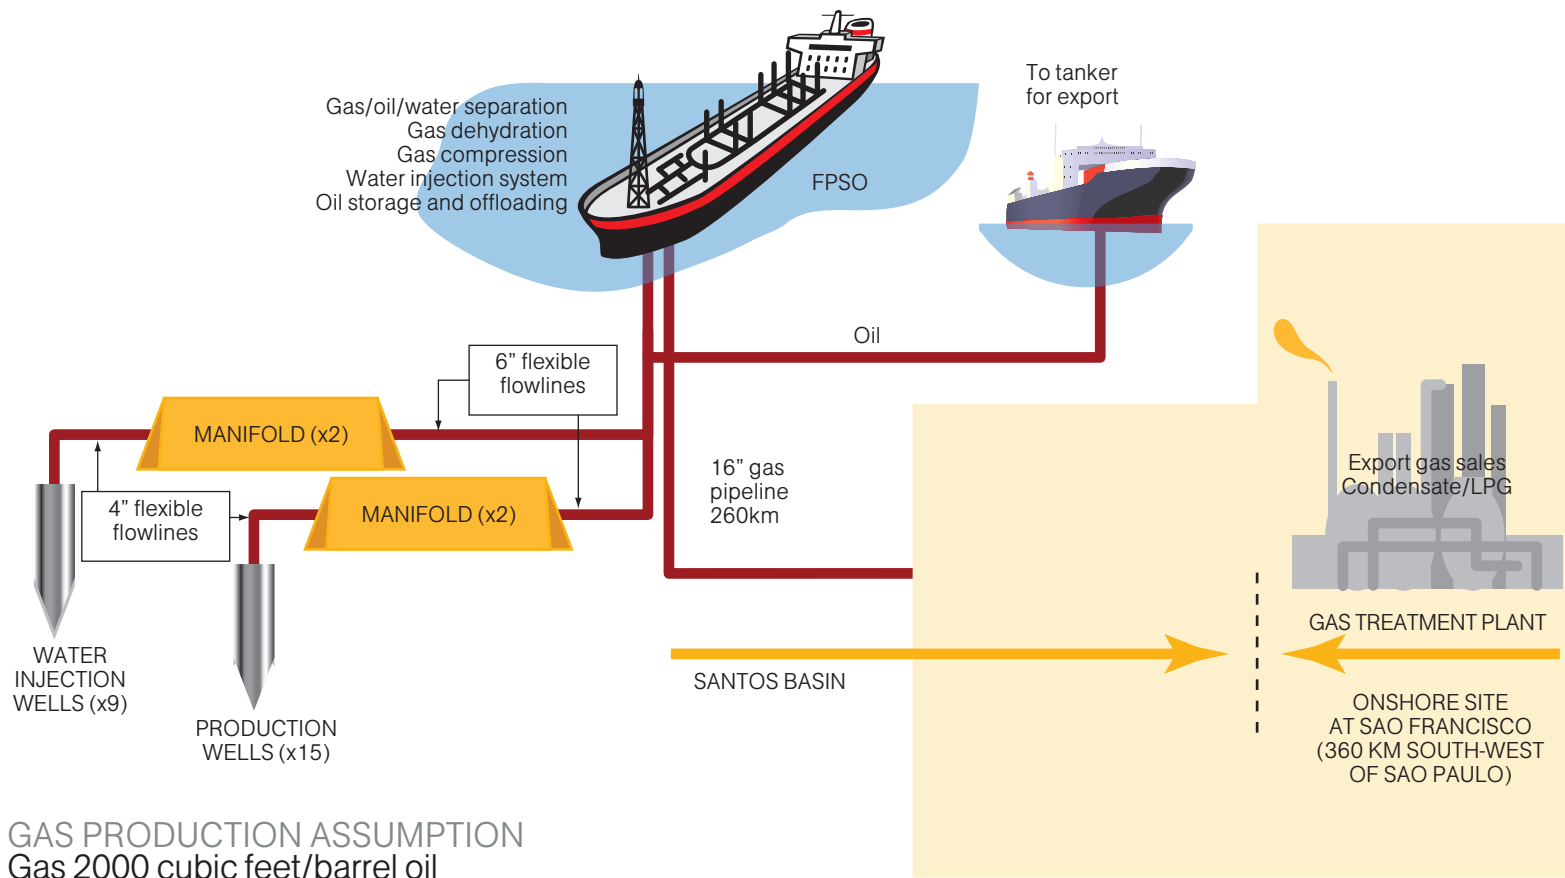 Gas/oil/water separation
Gas dehydration
Gas compression
Water injection system
Oil storage and offloading
FPSO
To tanker
for export
Oil
6” flexible
flowlines
MANIFOLD (x2)
4” flexible
flowlines
MANIFOLD (x2)
16” gas
pipeline
260km
Export gas sales
Condensate/LPG
GAS TREATMENT PLANT
WATER
INJECTION
WELLS (x9)
PRODUCTION
WELLS (x15)
SANTOS BASIN
ONSHORE SITE
AT SAO FRANCISCO
(360 KM SOUTH-WEST
OF SAO PAULO)
GAS PRODUCTION ASSUMPTION
Gas 2000 cubic feet/barrel oil